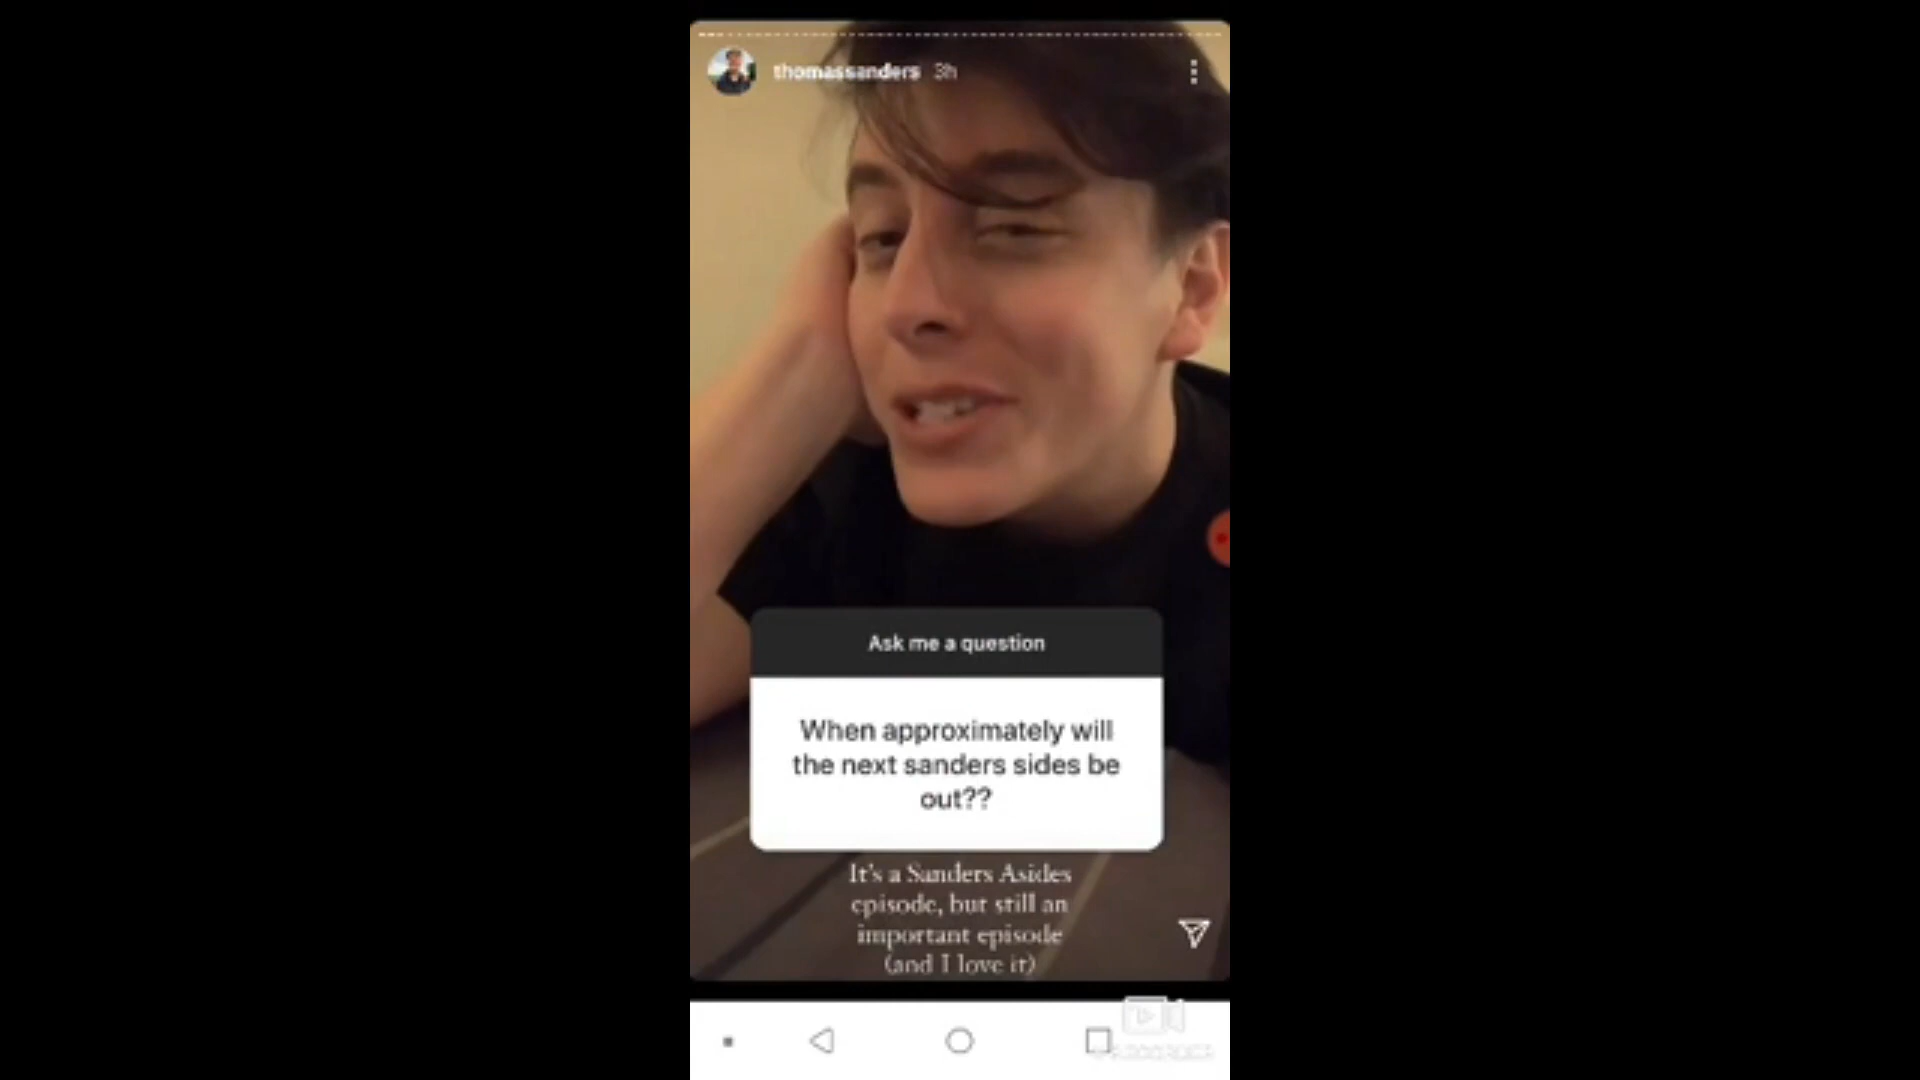 thomassanders 3h
Ask me a question
When approximately will
the next sanders sides be
out??
It's a Sanders Asides
episode, but still an
important episode
(and I love it)